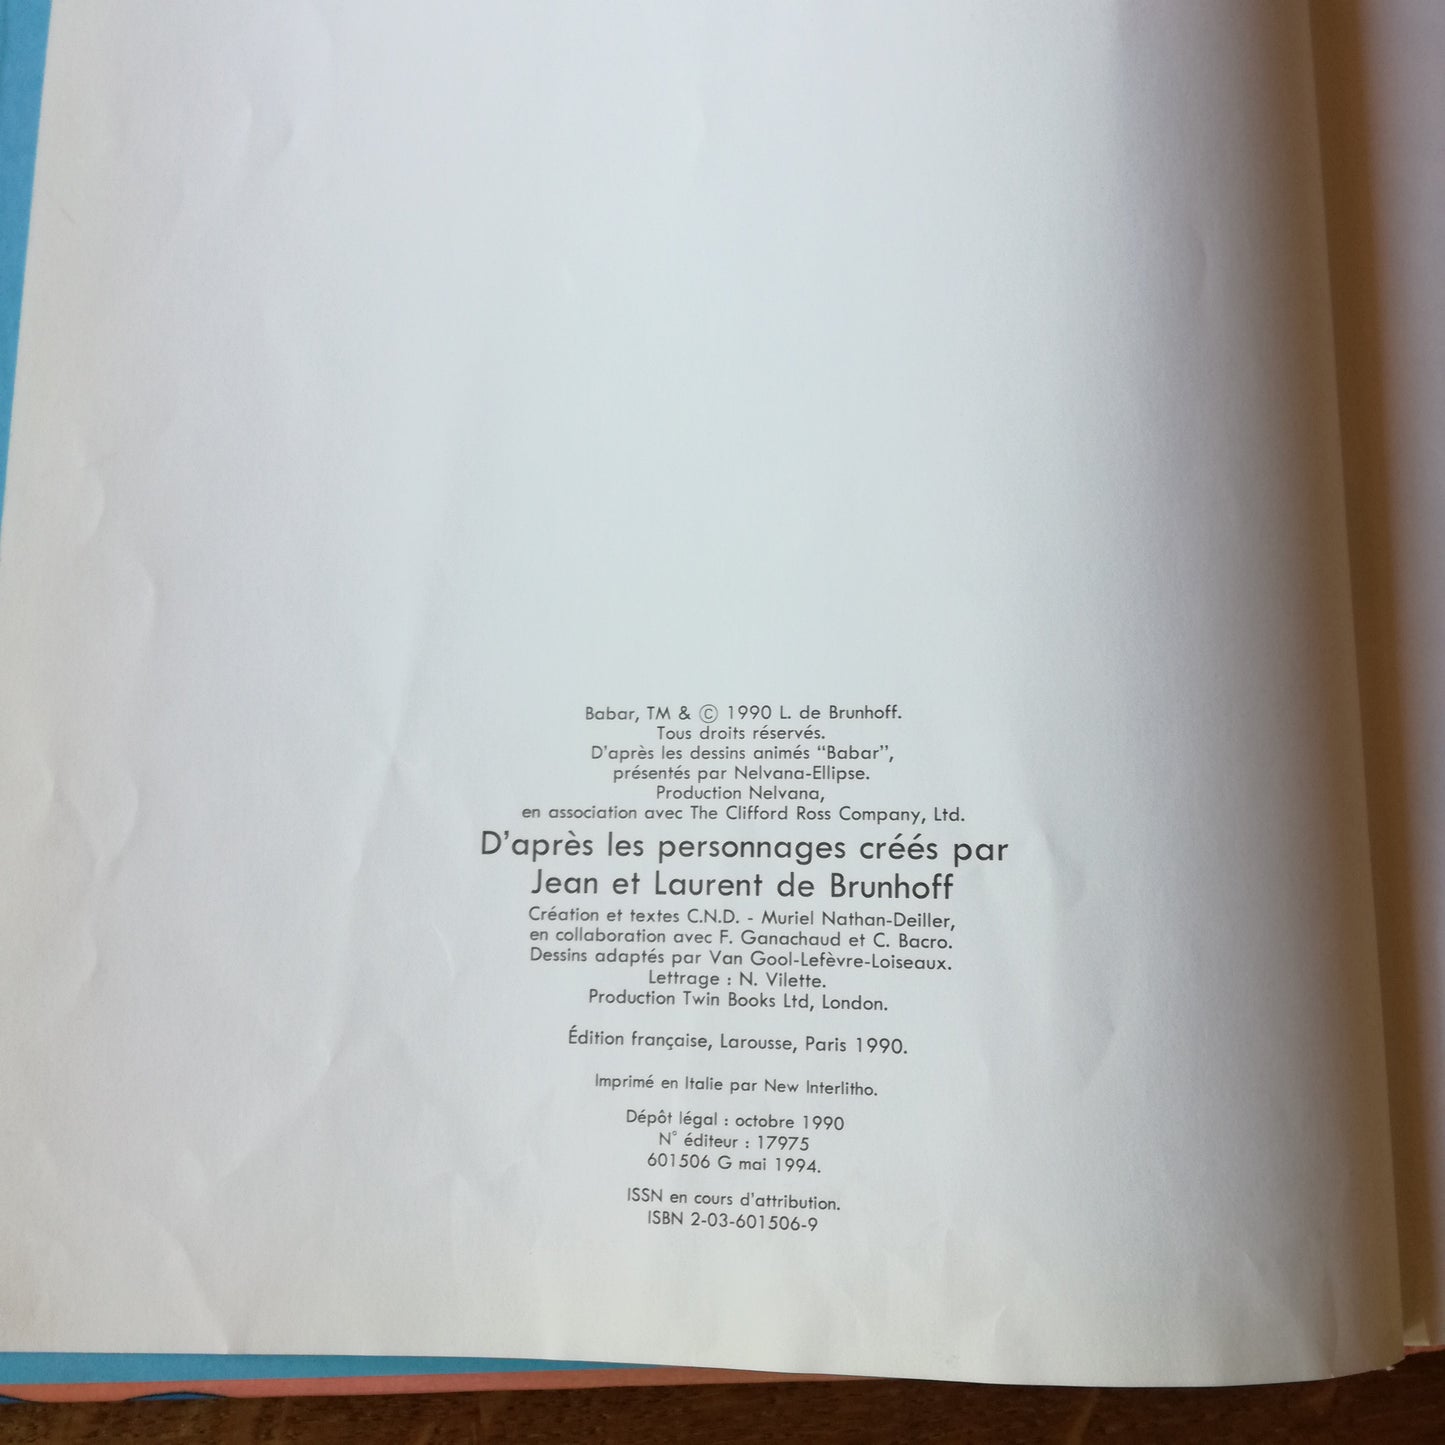 Babar, TM & © 1990 L. de Brunhoff.
Tous droits réservés.
D'après les dessins animés “Babar”,
présentés par Nelvana-Ellipse.
Production Nelvana,
en association avec The Clifford Ross Company, Ltd.
D'après les personnages créés par
Jean et Laurent de Brunhoff
Création et textes C.N.D. - Muriel Nathan-Deiller,
en collaboration avec F. Ganachaud et C. Bacro.
Dessins adaptés par Van Gool-Lefèvre-Loiseaux.
Lettrage : N. Vilette.
Production Twin Books Ltd, London.
Édition française, Larousse, Paris 1990.
Imprimé en Italie par New Interlitho.
Dépôt légal : octobre 1990
N° éditeur : 17975
601506 G mai 1994.
ISSN en cours d'attribution.
ISBN 2-03-601506-9